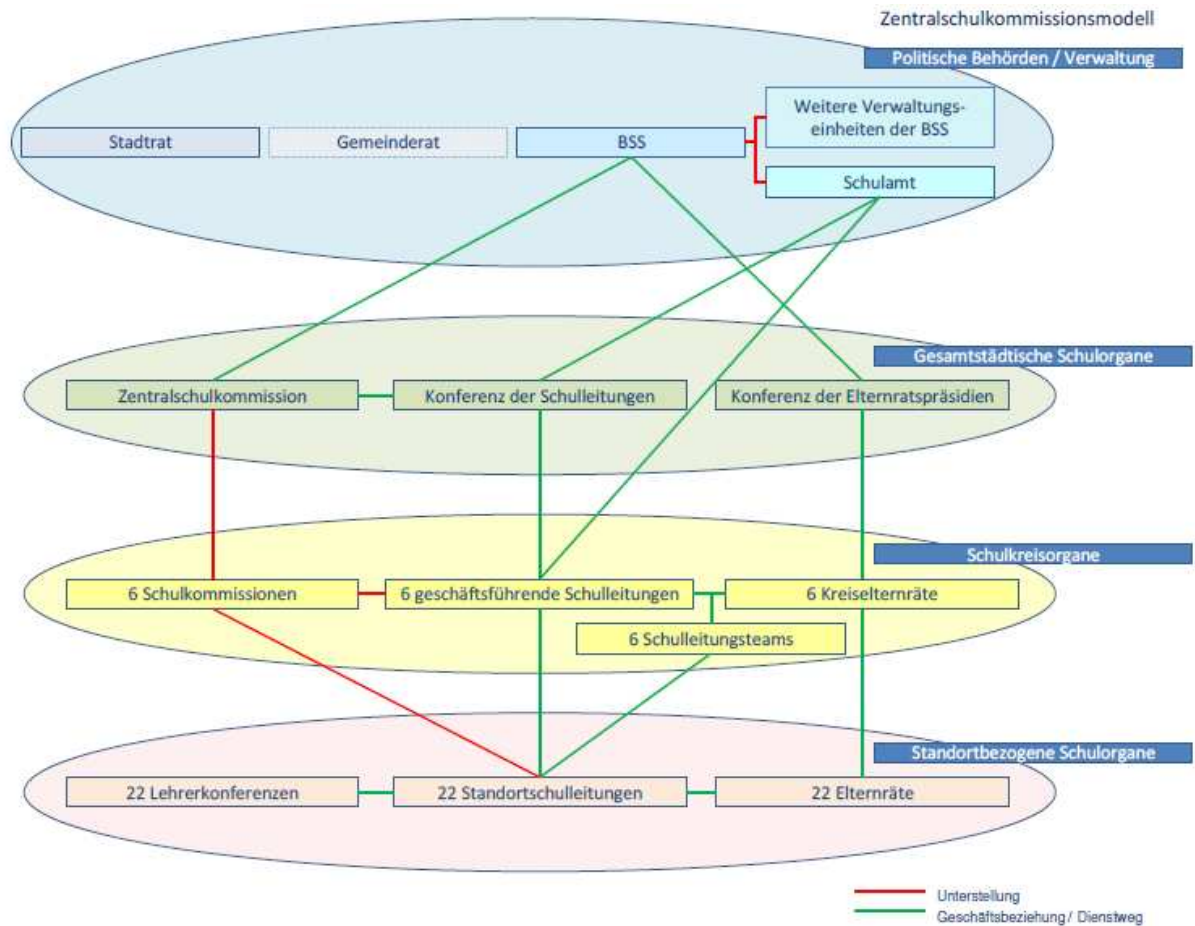 Zentralschulkommissionsmodell
Politische Behörden / Verwaltung
Weitere Verwaltungs-
einheiten der BSS
Stadtrat
Gemeinderat
BSS
Schulamt
Gesamtstädtische Schulorgane
Zentralschulkommission
Konferenz der Schulleitungen
Konferenz der Elternratspräsidien
Schulkreisorgane
6 Schulkommissionen
6 geschäftsführende Schulleitungen
6 Kreiselternräte
6 Schulleitungsteams
Standortbezogene Schulorgane
22 Lehrerkonferenzen
22 Standortschulleitungen
22 Elternräte
Unterstellung
Geschäftsbeziehung / Dienstweg